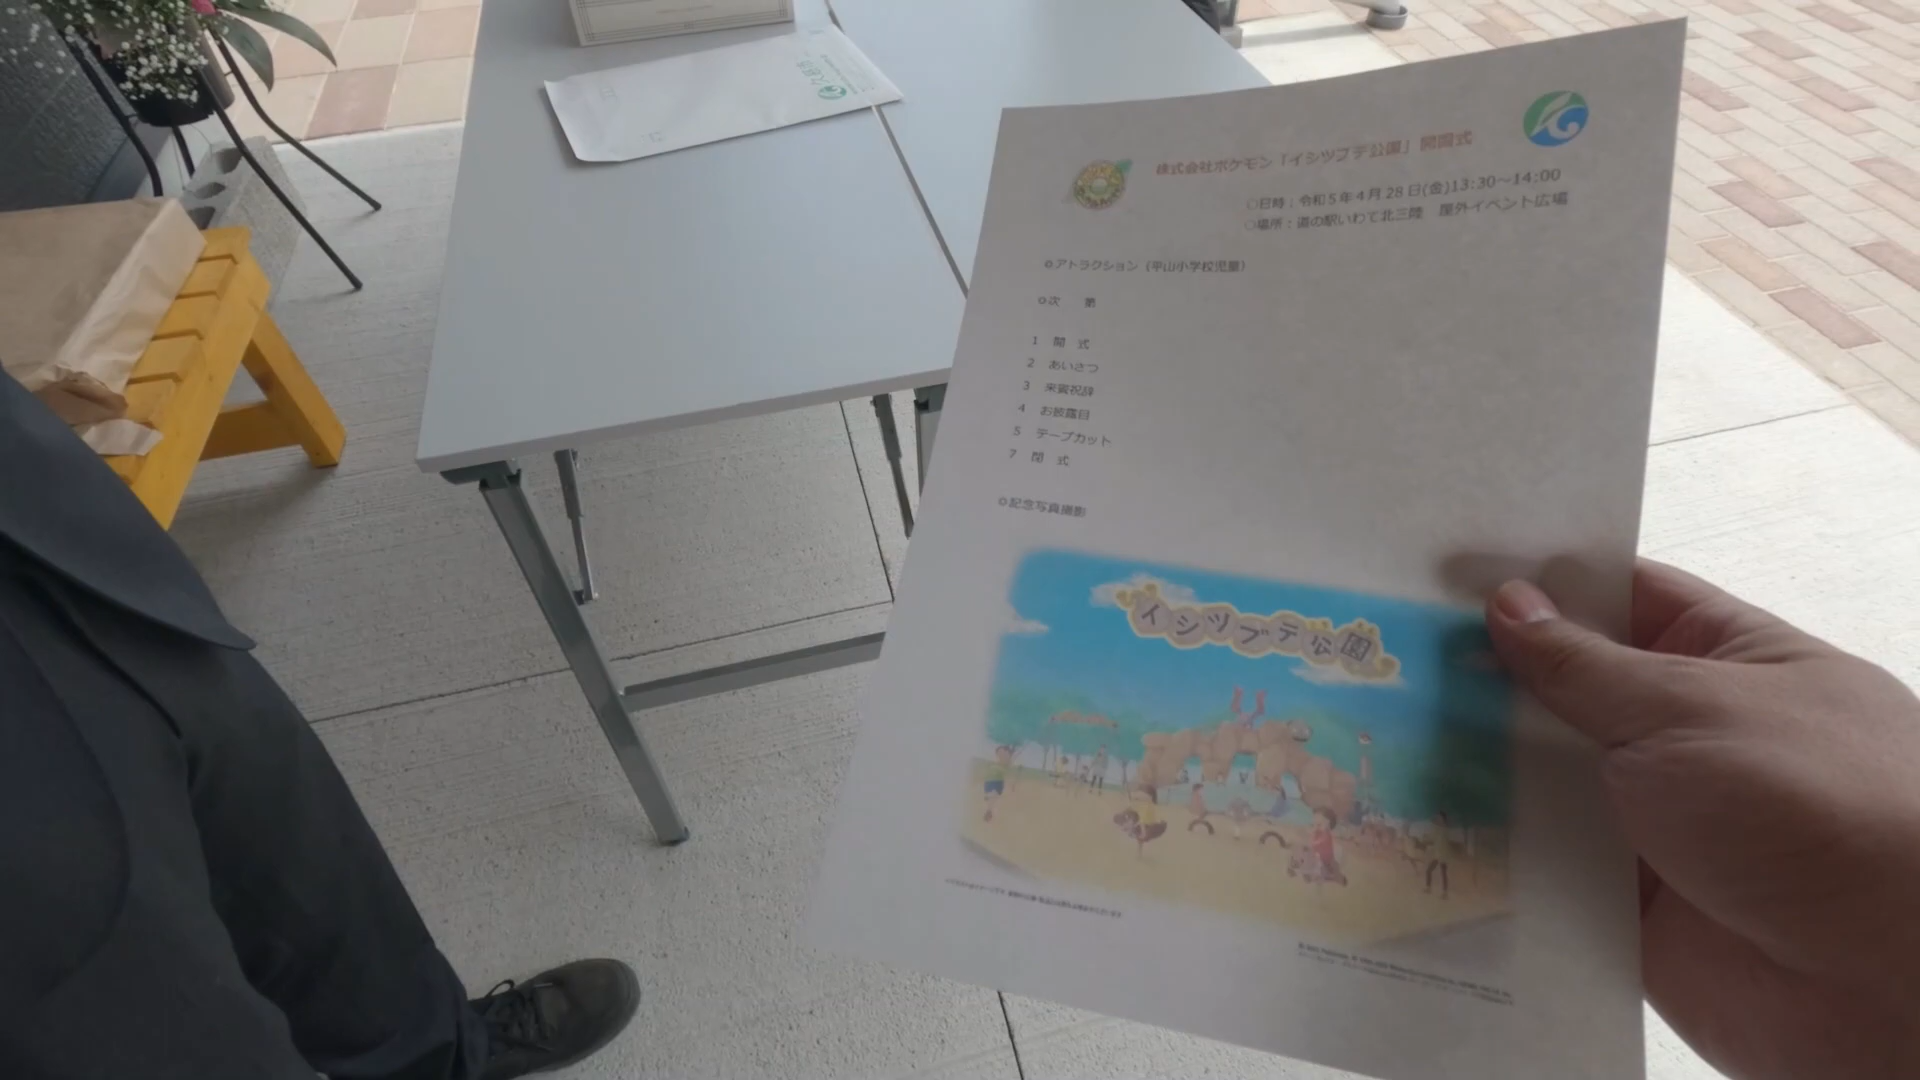 久慈市
株式会社ポケモン「イシツブテ公園」開園式
○日時：令和5年4月28日(金)13:30～14:00
○場所：道の駅いわて北三陸　屋外イベント広場
◎アトラクション（平山小学校児童）
◎次　第
1　開　式
2　あいさつ
3　来賓祝辞
4　お披露目
5　テープカット
7　閉　式
◎記念写真撮影
イシツブテ公園